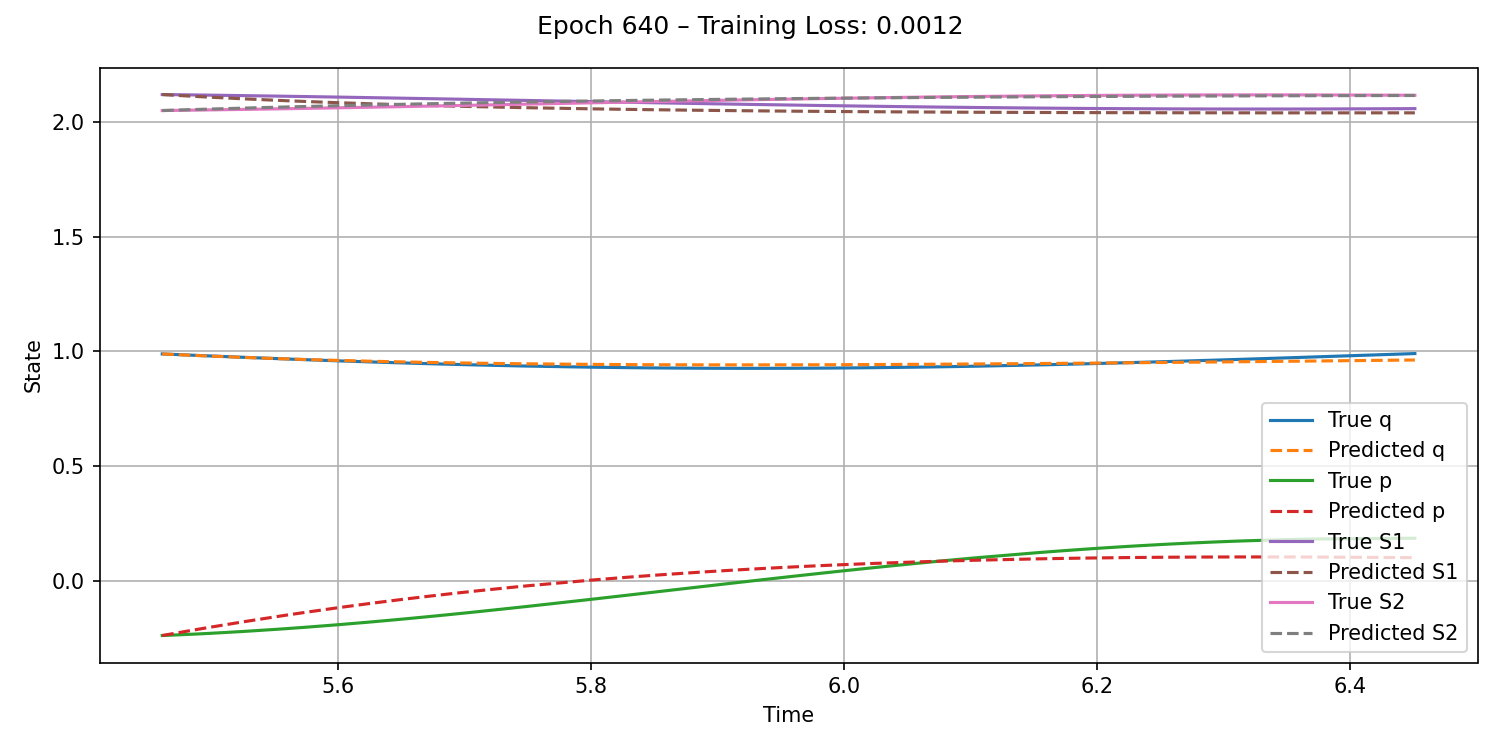 Epoch 640 – Training Loss: 0.0012
State
2.0
1.5
1.0
0.5
0.0
True q
Predicted q
True p
Predicted p
True S1
Predicted S1
True S2
Predicted S2
5.6 5.8 6.0 6.2 6.4
Time